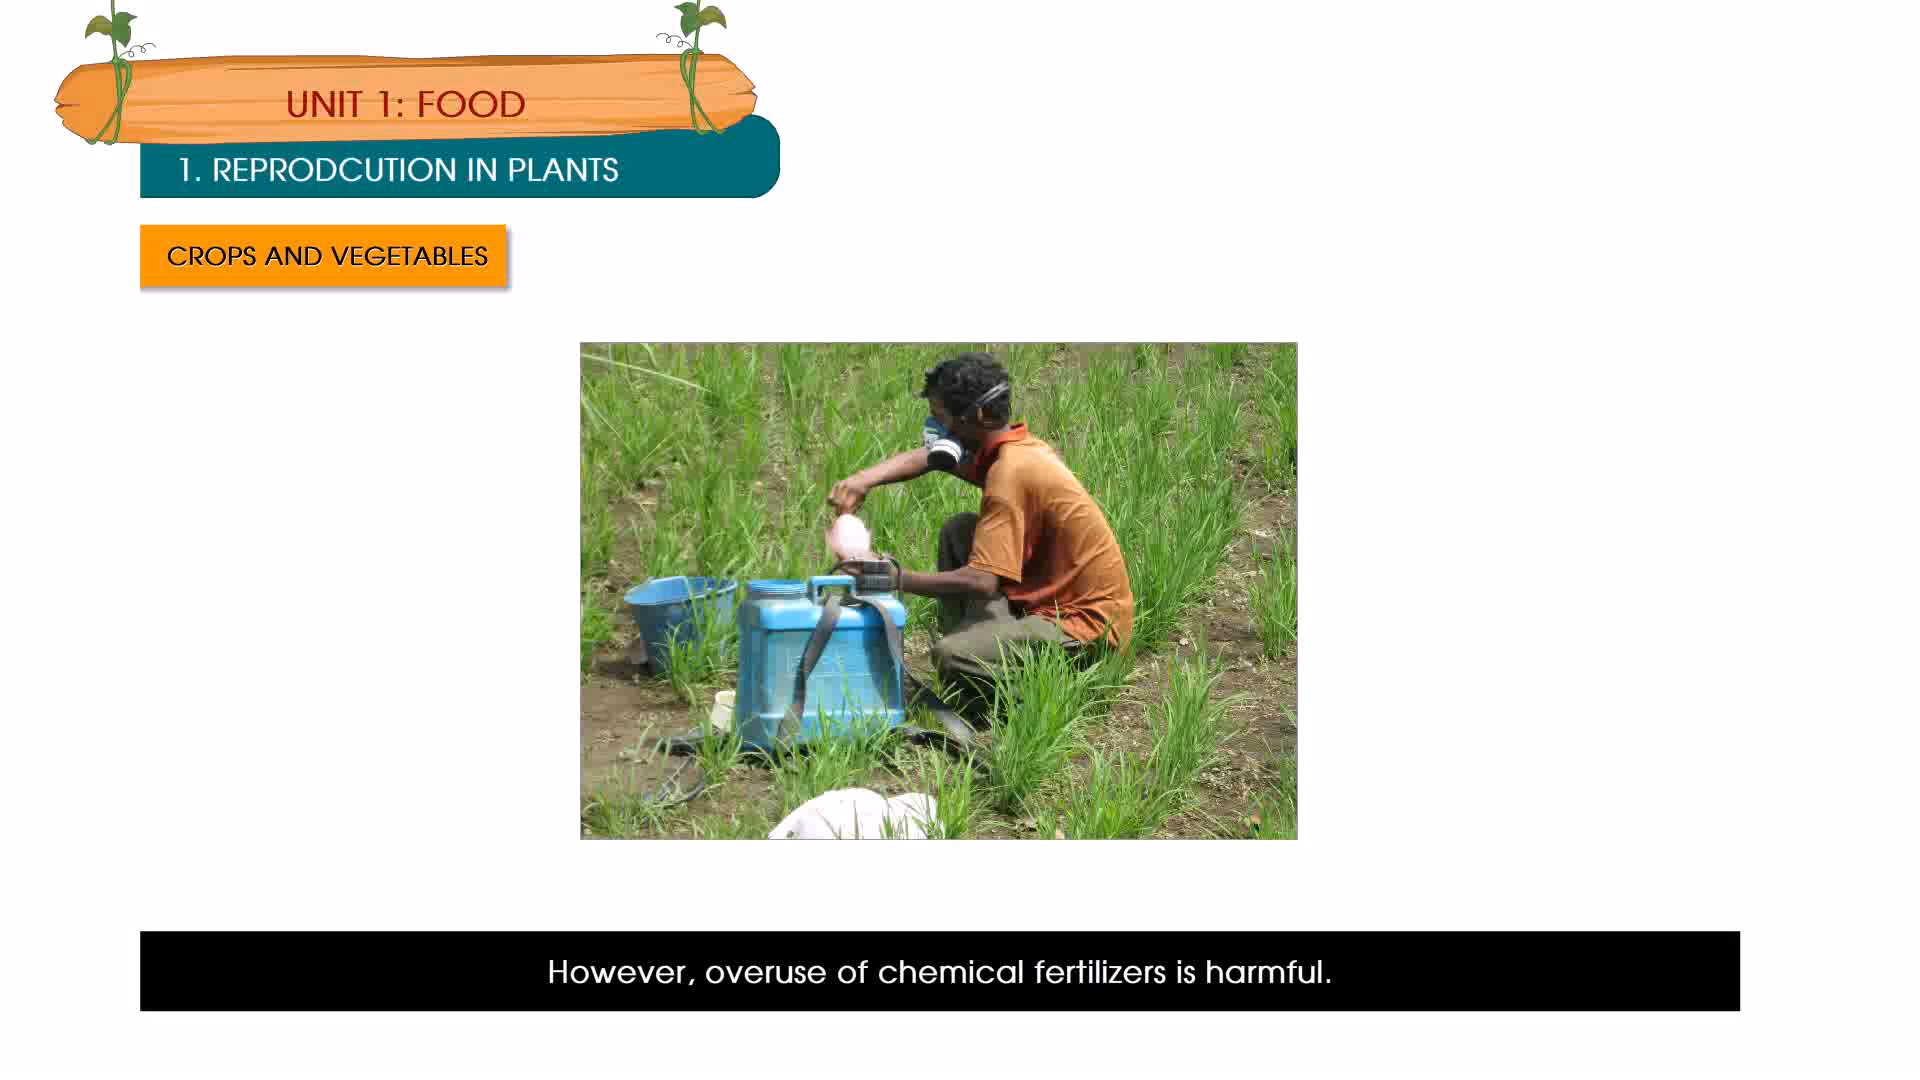 UNIT 1: FOOD
1. REPRODCUTION IN PLANTS
CROPS AND VEGETABLES
However, overuse of chemical fertilizers is harmful.